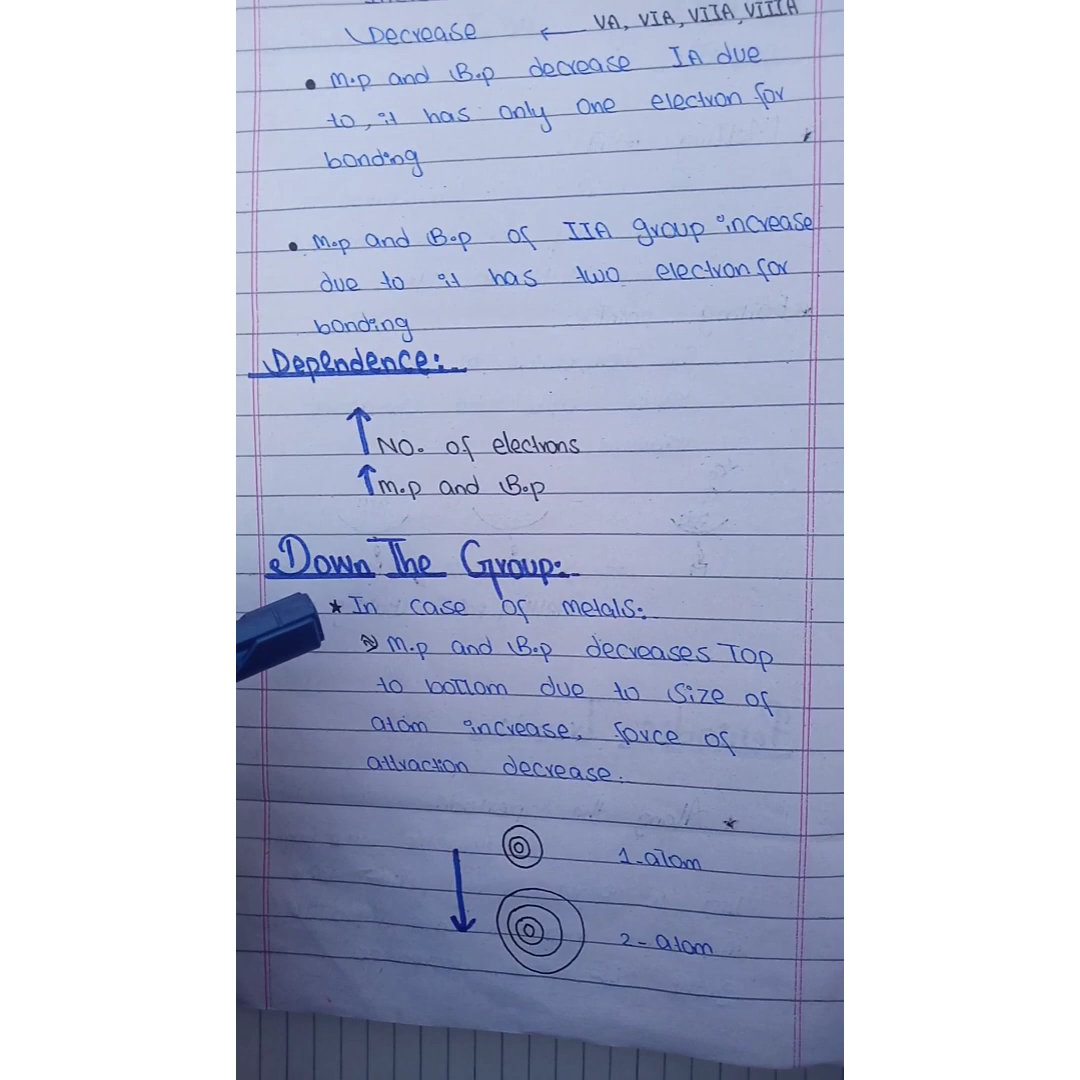 Decrease ← VA, VIA, VIIA, VIIIA
• M.p and B.p decrease IA due
to, it has only one electron for
bonding
• M.p and B.p of IIA group increase
due to it has two electron for
bonding
Dependence:
↑ No. of electrons
↑ M.p and B.p
Down The Group:
* In case of metals:
M.p and B.p decreases Top
to bottom due to size of
atom increase, force of
attraction decrease.
1-atom
2-atom